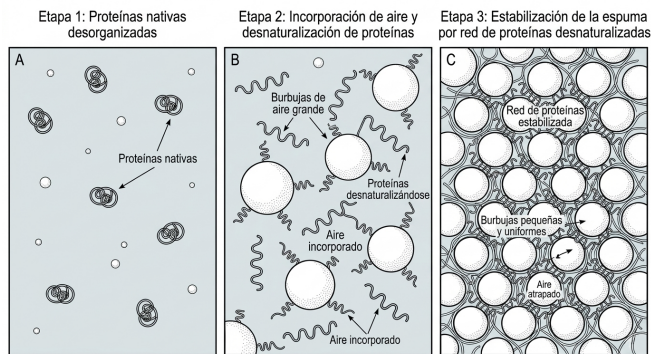 Etapa 1: Proteínas nativas
desorganizadas
Etapa 2: Incorporación de aire y
desnaturalización de proteínas
Etapa 3: Estabilización de la espuma
por red de proteínas desnaturalizadas
A
Proteínas nativas
B
Burbujas de
aire grande
Proteínas
desnaturalizándose
Aire
incorporado
Aire incorporado
C
Red de proteínas
estabilizada
Burbujas pequeñas
y uniformes
Aire
atrapado